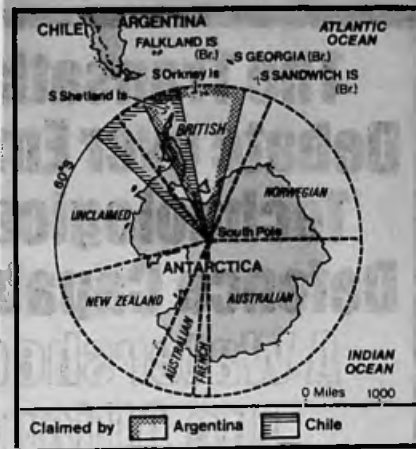 ARGENTINA
CHILE
ATLANTIC
OCEAN
FALKLAND IS
(Br.)
S GEORGIA (Br.)
S Orkney Is
S SANDWICH IS
(Br.)
S Shetland Is
BRITISH
60°S
NORWEGIAN
UNCLAIMED
South Pole
ANTARCTICA
NEW ZEALAND
AUSTRALIAN
AUSTRALIAN
FRENCH
INDIAN
OCEAN
0 Miles 1000
Claimed by Argentina Chile